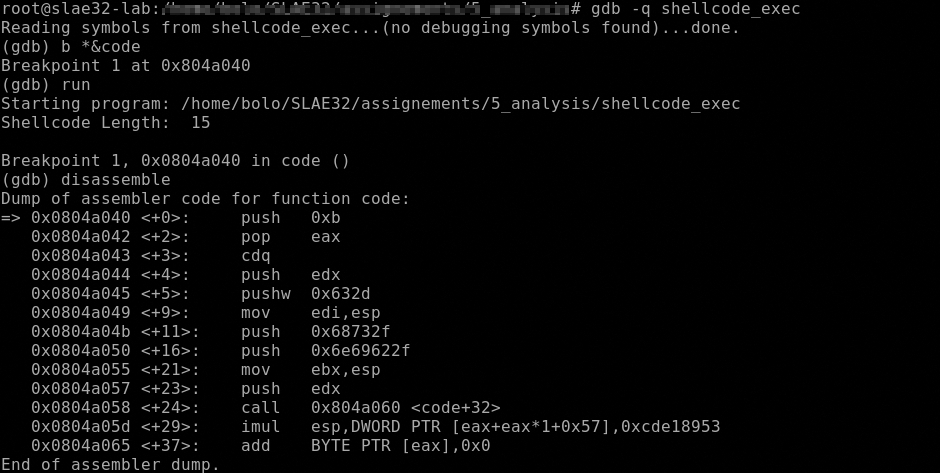 root@slae32-lab: # gdb -q shellcode_exec
Reading symbols from shellcode_exec...(no debugging symbols found)...done.
(gdb) b *&code
Breakpoint 1 at 0x804a040
(gdb) run
Starting program: /home/bolo/SLAE32/assignements/5_analysis/shellcode_exec
Shellcode Length:  15
Breakpoint 1, 0x0804a040 in code ()
(gdb) disassemble
Dump of assembler code for function code:
=> 0x0804a040 <+0>:     push   0xb
   0x0804a042 <+2>:     pop    eax
   0x0804a043 <+3>:     cdq
   0x0804a044 <+4>:     push   edx
   0x0804a045 <+5>:     pushw  0x632d
   0x0804a049 <+9>:     mov    edi,esp
   0x0804a04b <+11>:    push   0x68732f
   0x0804a050 <+16>:    push   0x6e69622f
   0x0804a055 <+21>:    mov    ebx,esp
   0x0804a057 <+23>:    push   edx
   0x0804a058 <+24>:    call   0x804a060 <code+32>
   0x0804a05d <+29>:    imul   esp,DWORD PTR [eax+eax*1+0x57],0xcde18953
   0x0804a065 <+37>:    add    BYTE PTR [eax],0x0
End of assembler dump.